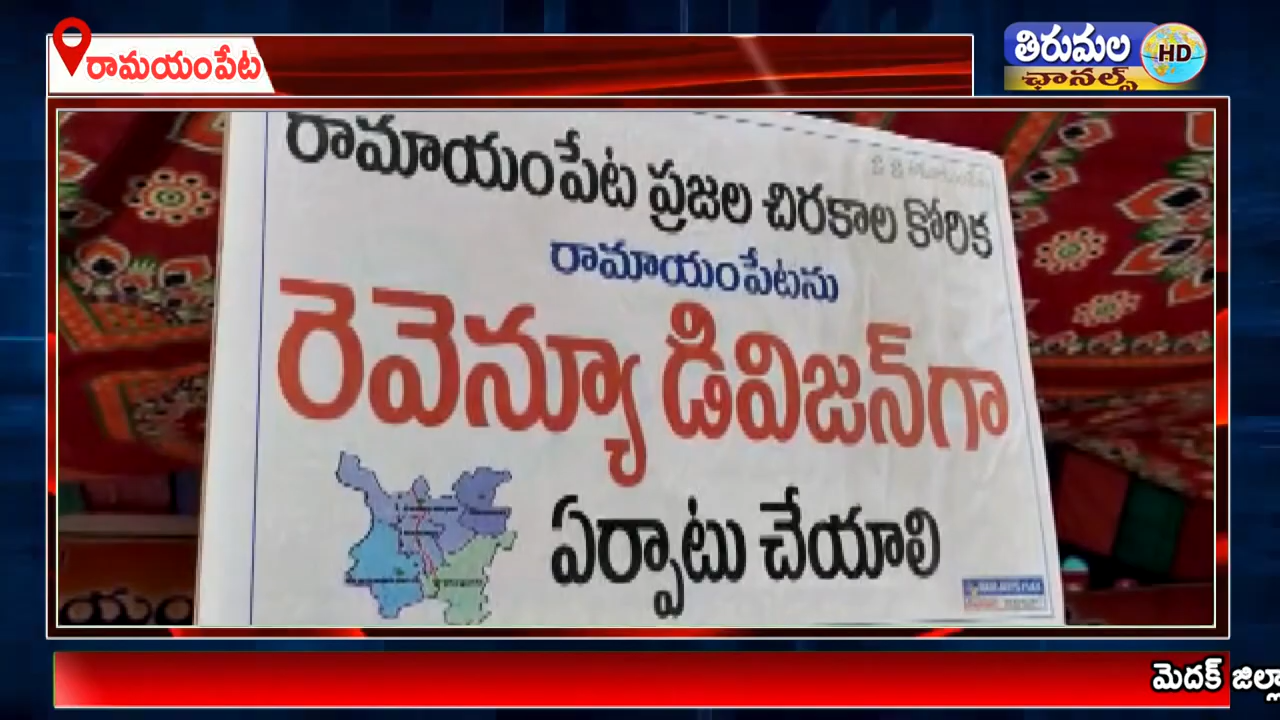 రామయంపేట
తిరుమల
HD
ఛానల్స్
రామాయంపేట ప్రజల చిరకాల కోరిక
రామాయంపేటను
రెవెన్యూ డివిజన్‌గా
ఏర్పాటు చేయాలి
మెదక్ జిల్లా